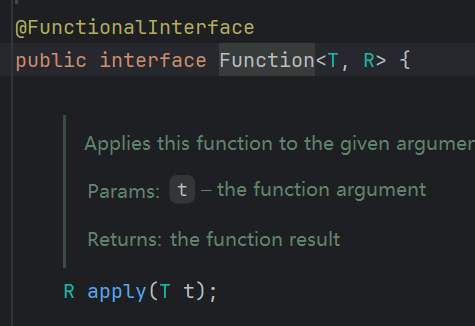 @FunctionalInterface
public interface Function<T, R> {
Applies this function to the given
Params: t – the function argument
Returns: the function result
R apply(T t);